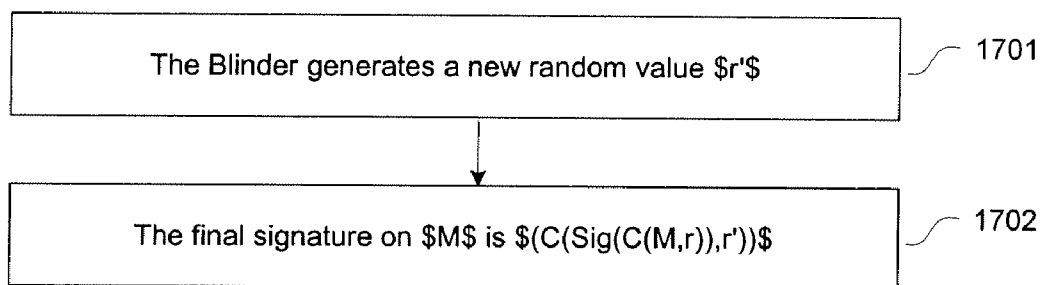 The Blinder generates a new random value $r'$
1701
The final signature on $M$ is $(C(Sig(C(M,r)),r'))$
1702